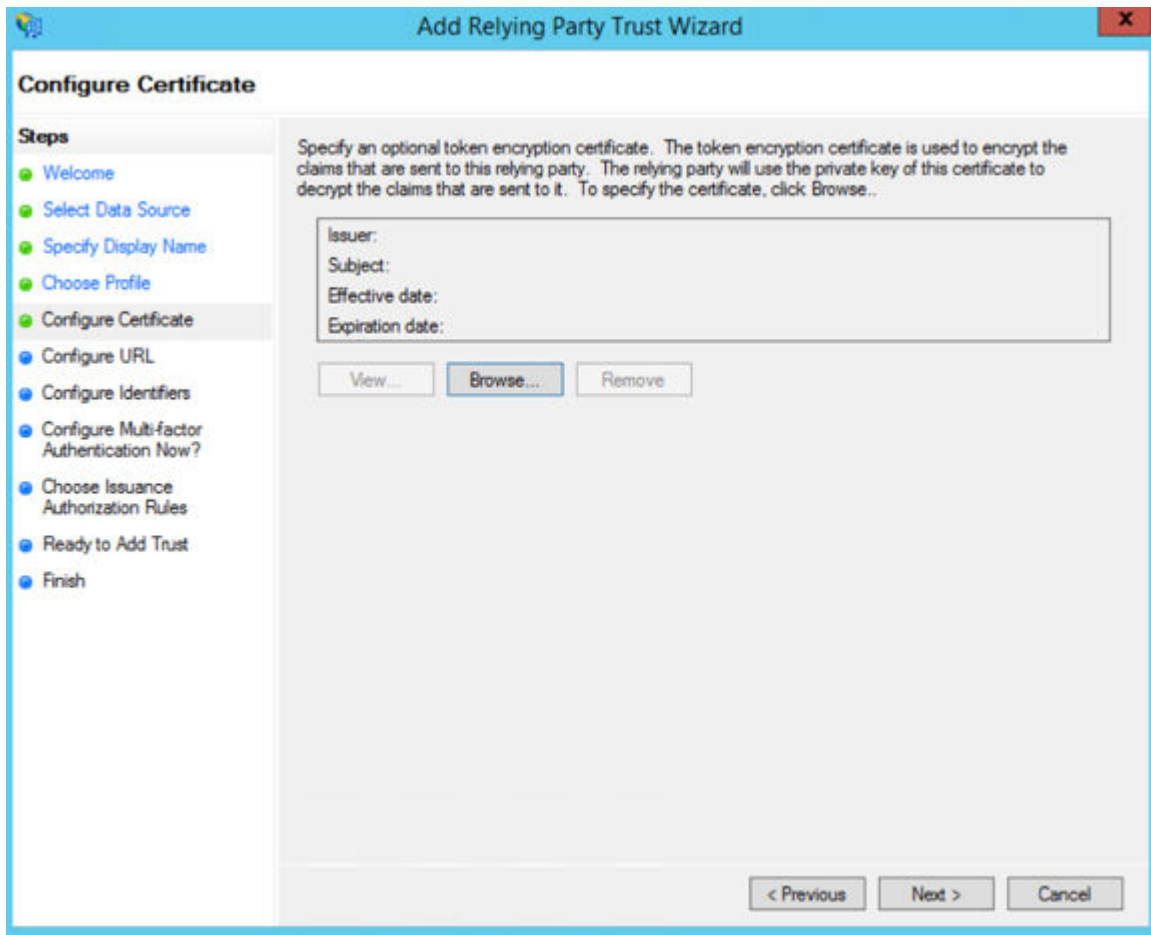 Add Relying Party Trust Wizard
x
Configure Certificate
Steps
Welcome
Select Data Source
Specify Display Name
Choose Profile
Configure Certificate
Configure URL
Configure Identifiers
Configure Multi-factor
Authentication Now?
Choose Issuance
Authorization Rules
Ready to Add Trust
Finish
Specify an optional token encryption certificate. The token encryption certificate is used to encrypt the
claims that are sent to this relying party. The relying party will use the private key of this certificate to
decrypt the claims that are sent to it. To specify the certificate, click Browse..
Issuer:
Subject:
Effective date:
Expiration date:
View... Browse... Remove
< Previous Next > Cancel